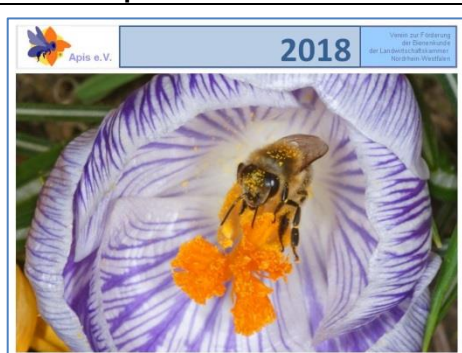 Apis e.V.
2018
Verein zur Förderung
der Bienenkunde
der Landwirtschaftskammer
Nordrhein-Westfalen